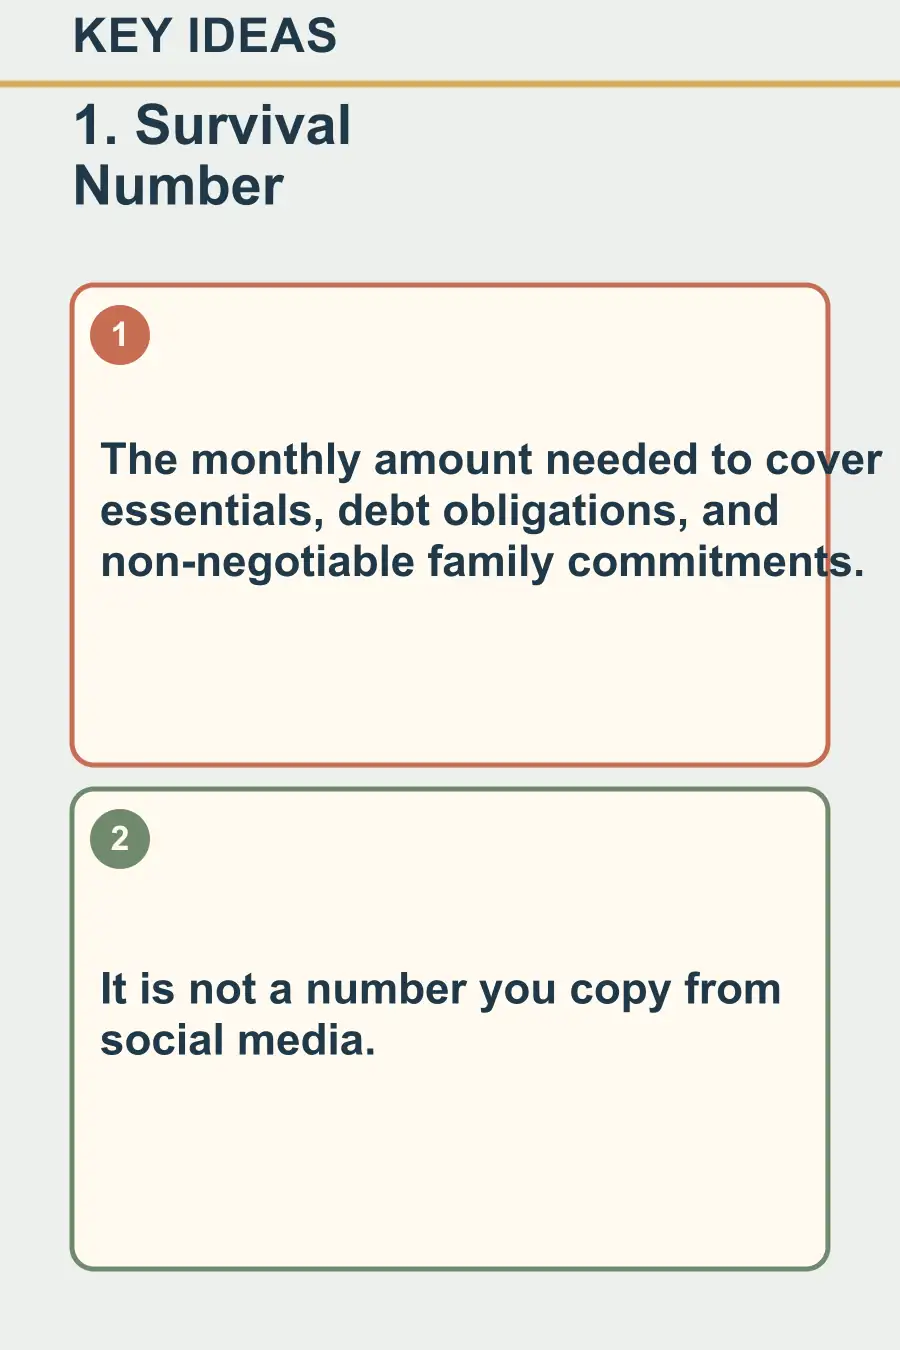 KEY IDEAS
1. Survival
Number
1
The monthly amount needed to cover
essentials, debt obligations, and
non-negotiable family commitments.
2
It is not a number you copy from
social media.